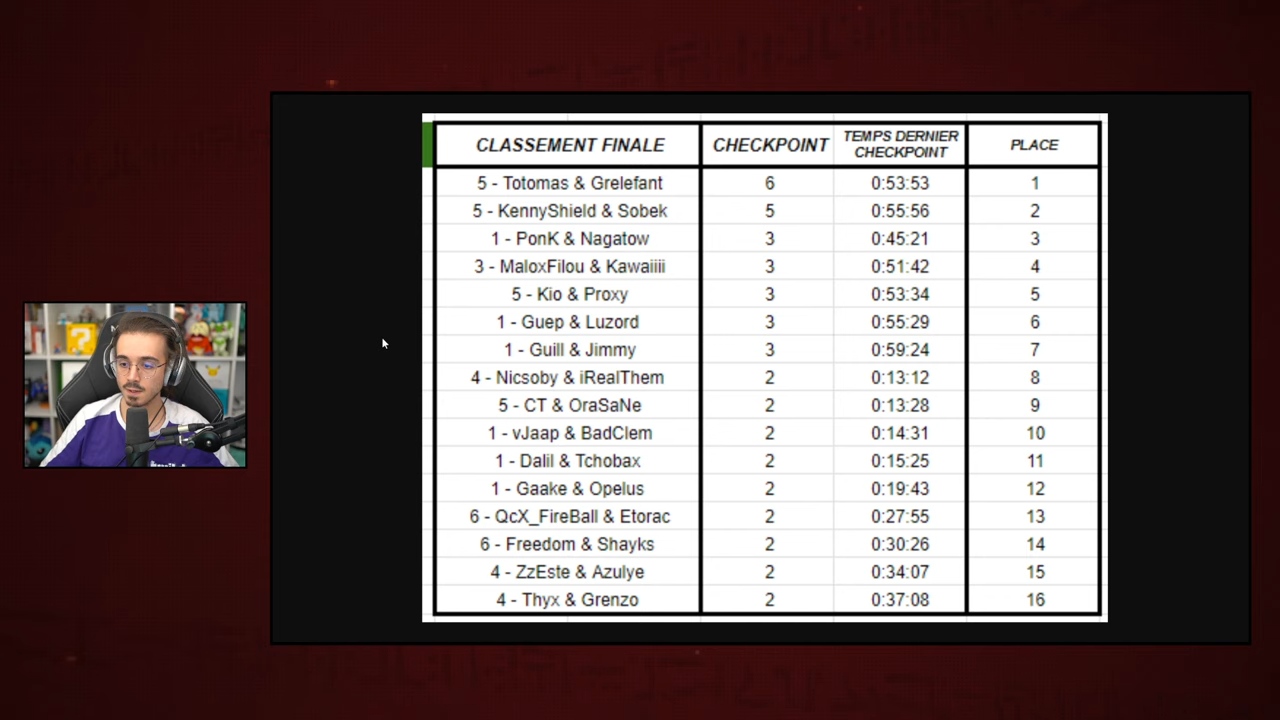 CLASSEMENT FINALE CHECKPOINT TEMPS DERNIER CHECKPOINT PLACE
5 - Totomas & Grelefant 6 0:53:53 1
5 - KennyShield & Sobek 5 0:55:56 2
1 - PonK & Nagatow 3 0:45:21 3
3 - MaloxFilou & Kawaiiii 3 0:51:42 4
5 - Kio & Proxy 3 0:53:34 5
1 - Guep & Luzord 3 0:55:29 6
1 - Guill & Jimmy 3 0:59:24 7
4 - Nicsoby & iRealThem 2 0:13:12 8
5 - CT & OraSaNe 2 0:13:28 9
1 - vJaap & BadClem 2 0:14:31 10
1 - Dalil & Tchobax 2 0:15:25 11
1 - Gaake & Opelus 2 0:19:43 12
6 - QcX_FireBall & Etorac 2 0:27:55 13
6 - Freedom & Shayks 2 0:30:26 14
4 - ZzEste & Azulye 2 0:34:07 15
4 - Thyx & Grenzo 2 0:37:08 16